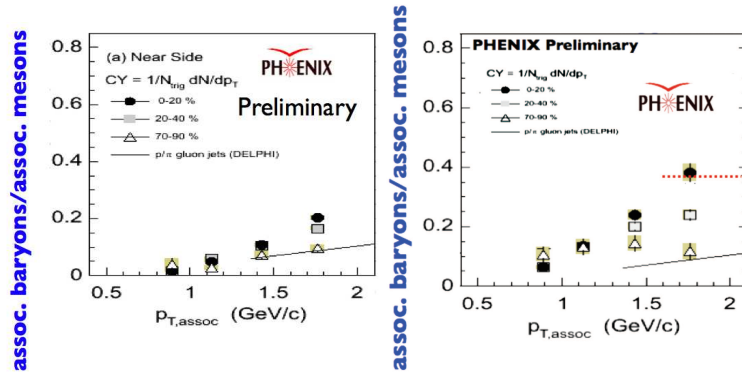 assoc. baryons/assoc. mesons
0.8
0.6
0.4
0.2
0
0.5
1
1.5
2
(a) Near Side
PHENIX
CY = 1/N_trig dN/dp_T
Preliminary
0-20 %
20-40 %
70-90 %
p/π gluon jets (DELPHI)
p_T,assoc (GeV/c)
assoc. baryons/assoc. mesons
0.8
0.6
0.4
0.2
0
0.5
1
1.5
2
PHENIX Preliminary
CY = 1/N_trig dN/dp_T
0-20 %
20-40 %
70-90 %
p/π gluon jets (DELPHI)
PHENIX
p_T,assoc (GeV/c)